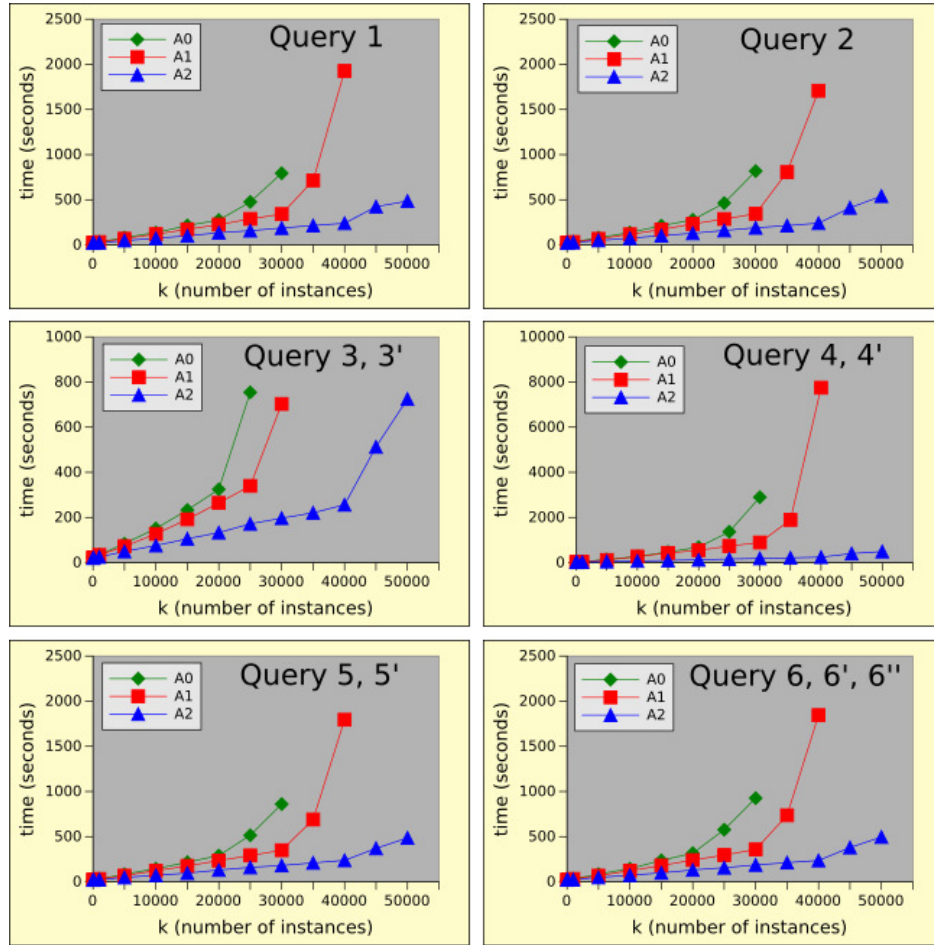 Query 1
A0
A1
A2
time (seconds)
2500
2000
1500
1000
500
0
0 10000 20000 30000 40000 50000
k (number of instances)
Query 2
A0
A1
A2
time (seconds)
2500
2000
1500
1000
500
0
0 10000 20000 30000 40000 50000
k (number of instances)
Query 3, 3'
A0
A1
A2
time (seconds)
1000
800
600
400
200
0
0 10000 20000 30000 40000 50000
k (number of instances)
Query 4, 4'
A0
A1
A2
time (seconds)
10000
8000
6000
4000
2000
0
0 10000 20000 30000 40000 50000
k (number of instances)
Query 5, 5'
A0
A1
A2
time (seconds)
2500
2000
1500
1000
500
0
0 10000 20000 30000 40000 50000
k (number of instances)
Query 6, 6', 6''
A0
A1
A2
time (seconds)
2500
2000
1500
1000
500
0
0 10000 20000 30000 40000 50000
k (number of instances)